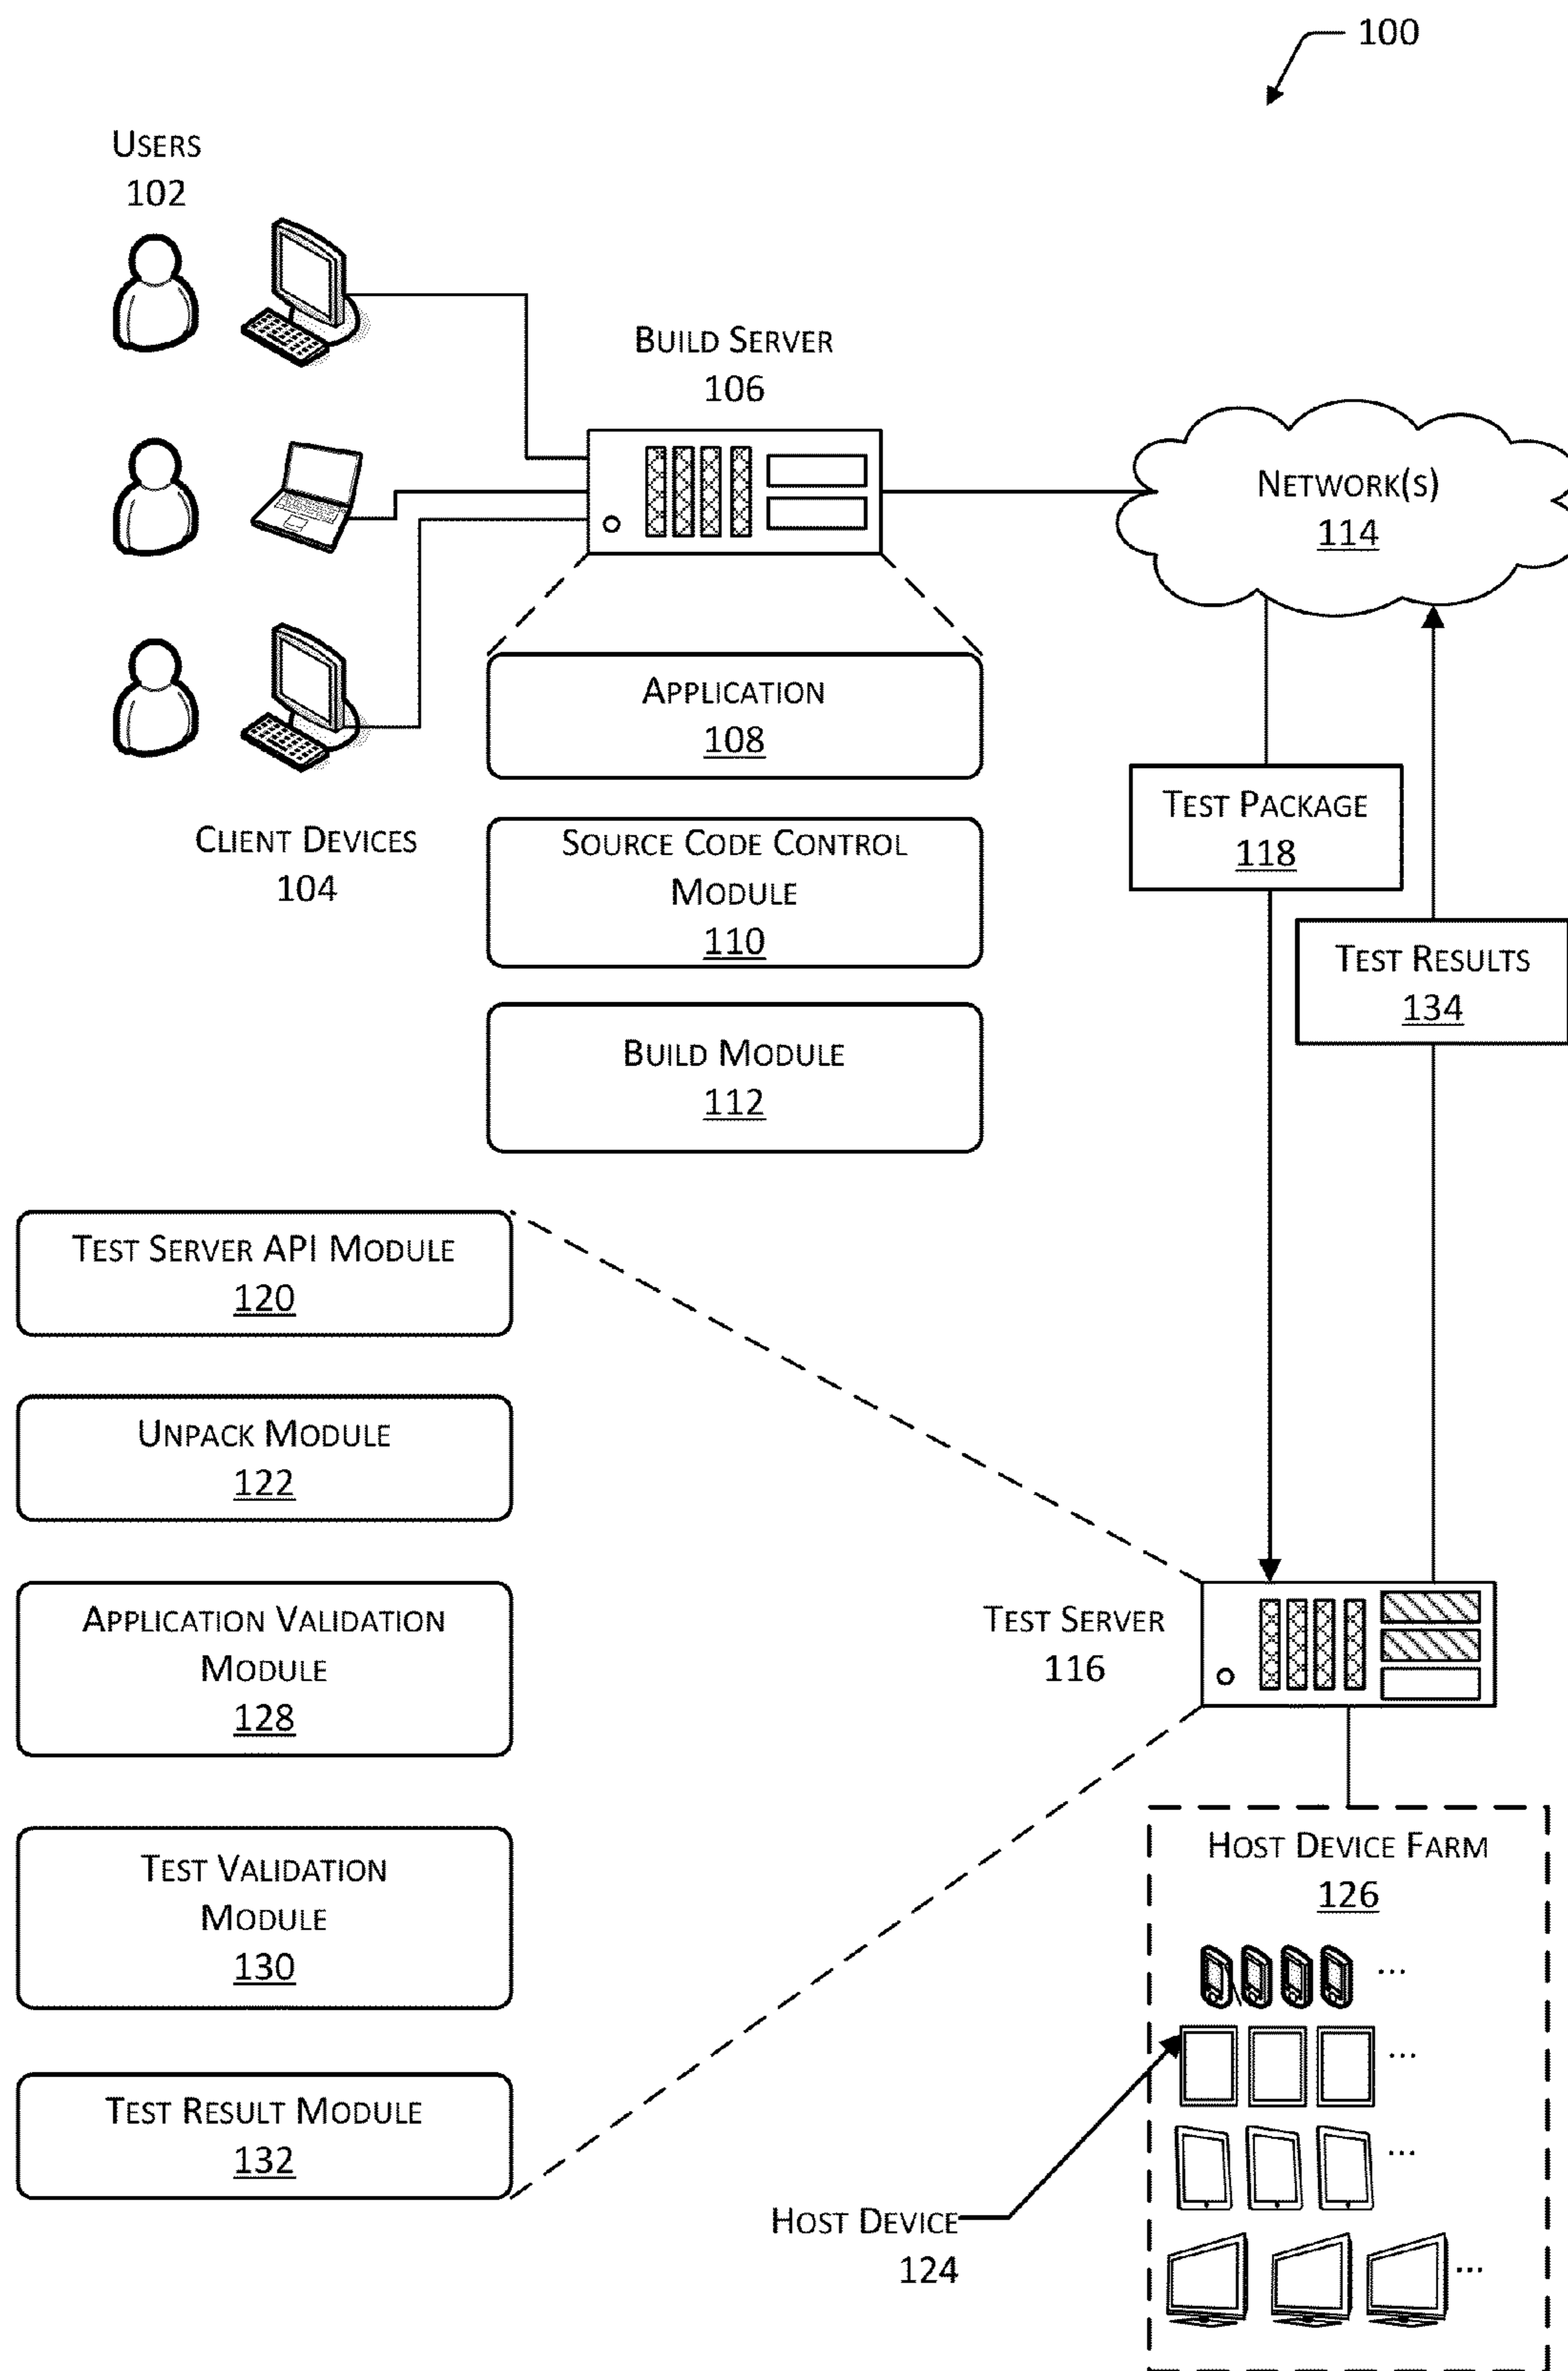 100
USERS
102
BUILD SERVER
106
NETWORK(S)
114
APPLICATION
108
CLIENT DEVICES
104
SOURCE CODE CONTROL
MODULE
110
BUILD MODULE
112
TEST PACKAGE
118
TEST RESULTS
134
TEST SERVER API MODULE
120
UNPACK MODULE
122
APPLICATION VALIDATION
MODULE
128
TEST VALIDATION
MODULE
130
TEST RESULT MODULE
132
TEST SERVER
116
HOST DEVICE FARM
126
...
...
...
...
HOST DEVICE
124